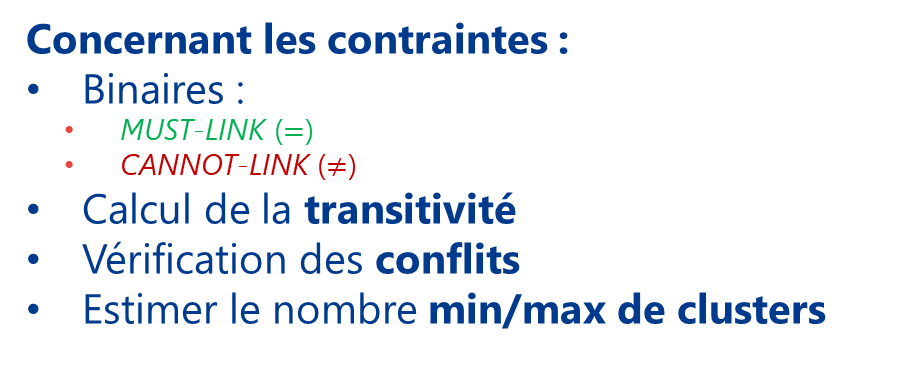 Concernant les contraintes :
• Binaires :
• MUST-LINK (=)
• CANNOT-LINK (≠)
• Calcul de la transitivité
• Vérification des conflits
• Estimer le nombre min/max de clusters